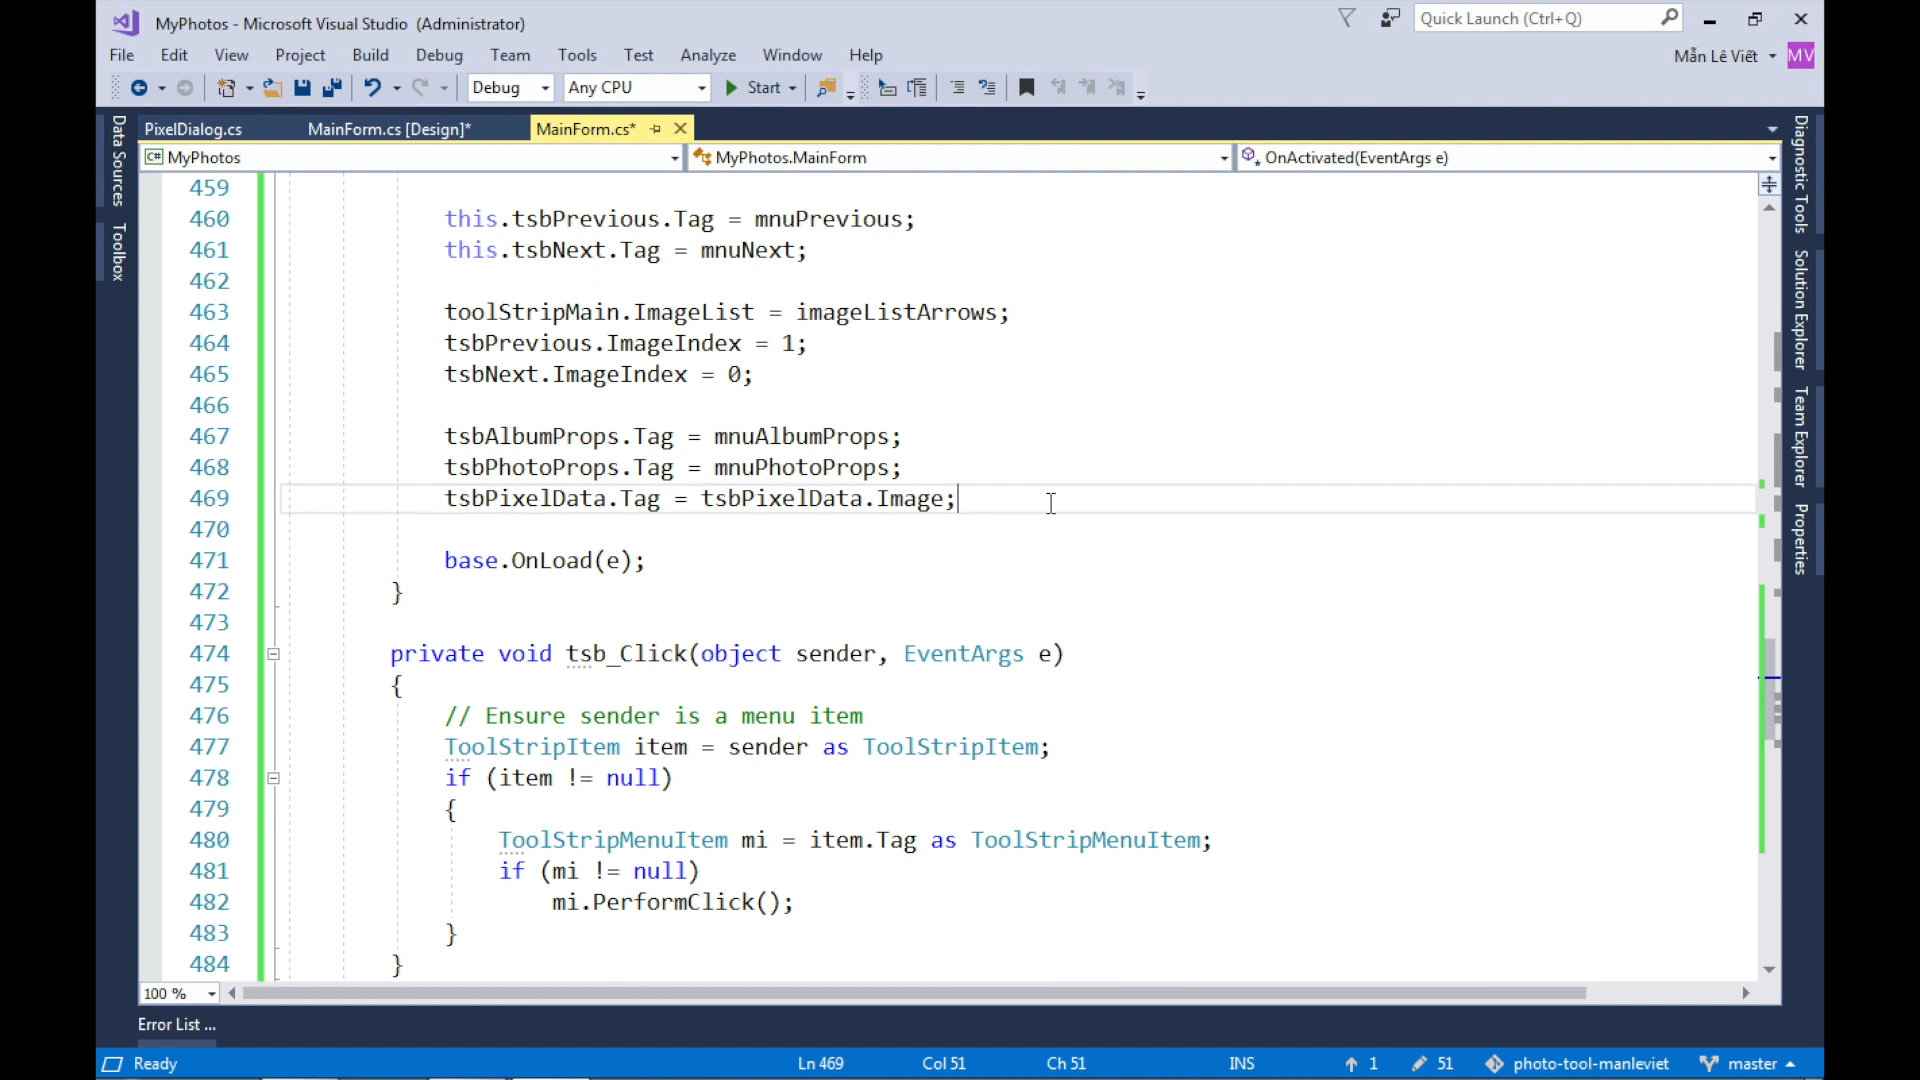 MyPhotos - Microsoft Visual Studio (Administrator)
Quick Launch (Ctrl+Q)
File Edit View Project Build Debug Team Tools Test Analyze Window Help
Mẫn Lê Viết MV
Debug Any CPU Start
PixelDialog.cs MainForm.cs [Design]* MainForm.cs*
C# MyPhotos MyPhotos.MainForm OnActivated(EventArgs e)
Data Sources
Toolbox
459
460 this.tsbPrevious.Tag = mnuPrevious;
461 this.tsbNext.Tag = mnuNext;
462
463 toolStripMain.ImageList = imageListArrows;
464 tsbPrevious.ImageIndex = 1;
465 tsbNext.ImageIndex = 0;
466
467 tsbAlbumProps.Tag = mnuAlbumProps;
468 tsbPhotoProps.Tag = mnuPhotoProps;
469 tsbPixelData.Tag = tsbPixelData.Image;
470
471 base.OnLoad(e);
472 }
473
474 private void tsb_Click(object sender, EventArgs e)
475 {
476 // Ensure sender is a menu item
477 ToolStripItem item = sender as ToolStripItem;
478 if (item != null)
479 {
480 ToolStripMenuItem mi = item.Tag as ToolStripMenuItem;
481 if (mi != null)
482 mi.PerformClick();
483 }
484 }
Diagnostic Tools
Solution Explorer
Team Explorer
Properties
100 %
Error List ...
Ready Ln 469 Col 51 Ch 51 INS 1 51 photo-tool-manleviet master